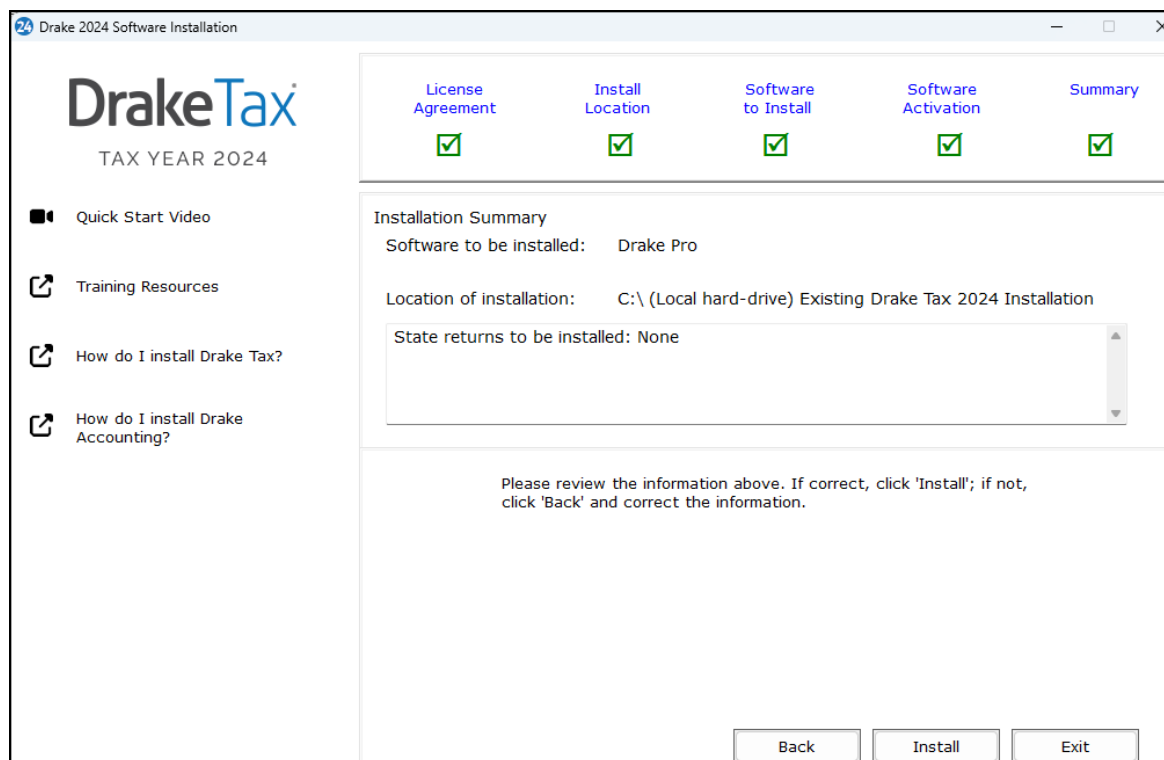 24 Drake 2024 Software Installation
DrakeTax
TAX YEAR 2024
Quick Start Video
Training Resources
How do I install Drake Tax?
How do I install Drake
Accounting?
License
Agreement
Install
Location
Software
to Install
Software
Activation
Summary
Installation Summary
Software to be installed: Drake Pro
Location of installation: C:\ (Local hard-drive) Existing Drake Tax 2024 Installation
State returns to be installed: None
Please review the information above. If correct, click 'Install'; if not,
click 'Back' and correct the information.
Back Install Exit